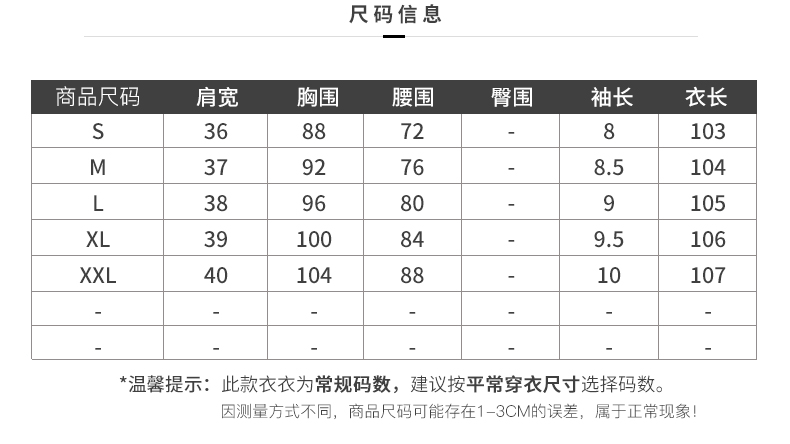 尺码信息
商品尺码 肩宽 胸围 腰围 臀围 袖长 衣长
S 36 88 72 - 8 103
M 37 92 76 - 8.5 104
L 38 96 80 - 9 105
XL 39 100 84 - 9.5 106
XXL 40 104 88 - 10 107
- - - - - - -
- - - - - - -
*温馨提示：此款衣衣为常规码数，建议按平常穿衣尺寸选择码数。
因测量方式不同，商品尺码可能存在1-3CM的误差，属于正常现象！